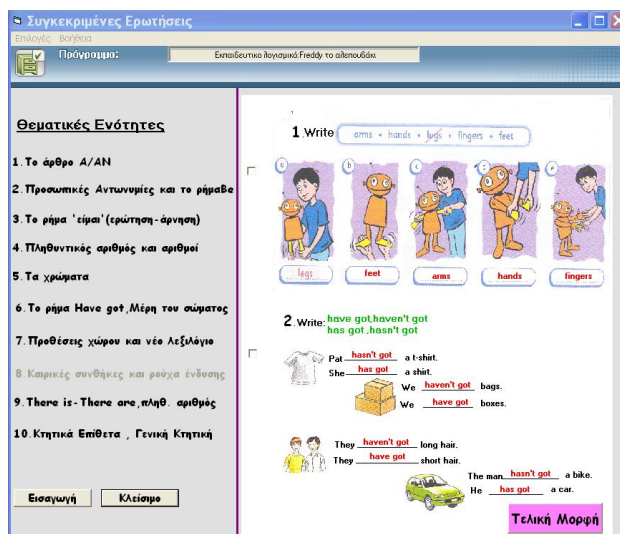 Συγκεκριμένες Ερωτήσεις
Επιλογές Βοήθεια
Πρόγραμμα:
Εκπαιδευτικο λογισμικό:Freddy το αλεπουδάκι
Θεματικές Ενότητες
1.Το άρθρο A/AN
2.Προσωπικές Αντωνυμίες και το ρήμαBe
3.Το ρήμα 'είμαι'(ερώτηση-άρνηση)
4.Πληθυντικός αριθμός και αριθμοί
5.Τα χρώματα
6.Το ρήμα Have got,Μέρη του σώματος
7.Προθέσεις χώρου και νέο λεξιλόγιο
8.Καιρικές συνθήκες και ρούχα ένδυσης
9.There is-There are,πληθ. αριθμός
10.Κτητικά Επίθετα , Γενική Κτητική
Εισαγωγή Κλείσιμο
1.Write arms + hands + legs + fingers + feet
a b c d e
legs feet arms hands fingers
2.Write: have got,haven't got
has got ,hasn't got
Pat hasn't got a t-shirt.
She has got a shirt.
We haven't got bags.
We have got boxes.
They haven't got long hair.
They have got short hair.
The man hasn't got a bike.
He has got a car.
Τελική Μορφή